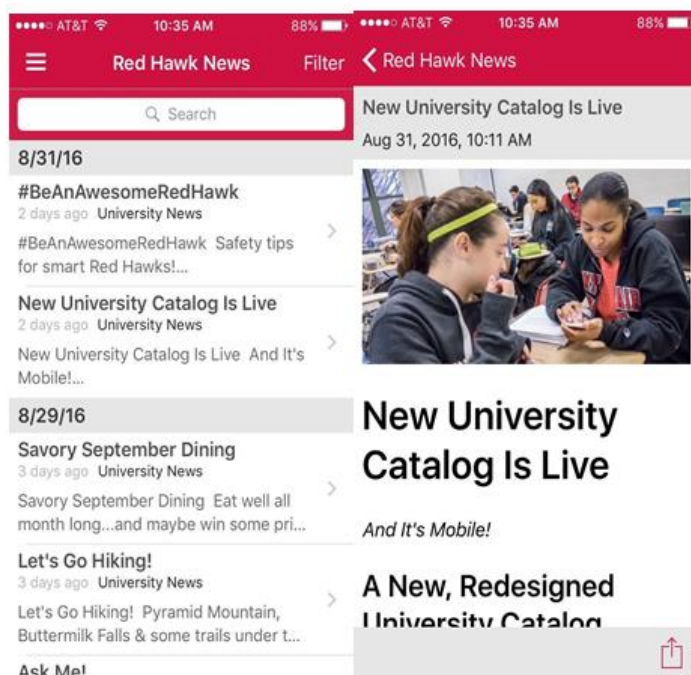 AT&T 10:35 AM 88%
Red Hawk News Filter
Search
8/31/16
#BeAnAwesomeRedHawk
2 days ago University News
#BeAnAwesomeRedHawk Safety tips
for smart Red Hawks!...
New University Catalog Is Live
2 days ago University News
New University Catalog Is Live And It's
Mobile!...
8/29/16
Savory September Dining
3 days ago University News
Savory September Dining Eat well all
month long...and maybe win some pri...
Let's Go Hiking!
3 days ago University News
Let's Go Hiking! Pyramid Mountain,
Buttermilk Falls & some trails under t...
Ask Me!
AT&T 10:35 AM 88%
Red Hawk News
New University Catalog Is Live
Aug 31, 2016, 10:11 AM
New University
Catalog Is Live
And It's Mobile!
A New, Redesigned
University Catalog